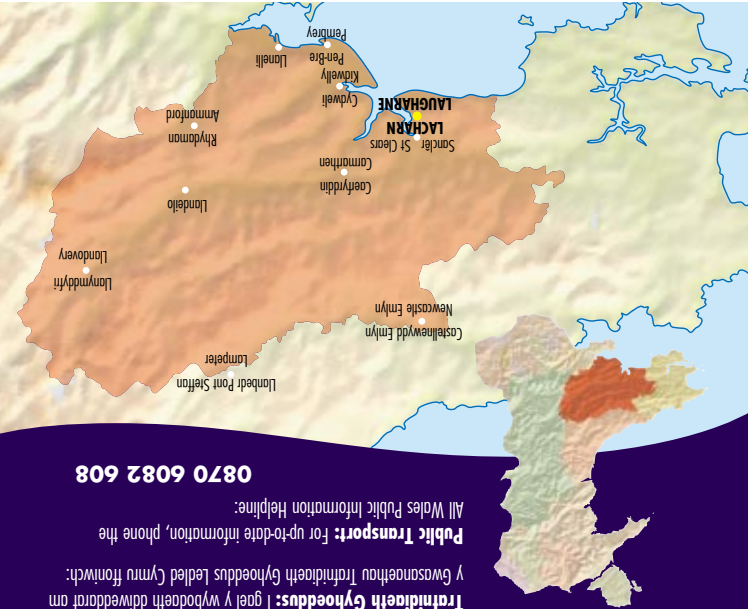 Trafnidiaeth Gyhoeddus: I gael y wybodaeth ddiweddaraf am
y Gwasanaethau Trafnidiaeth Gyhoeddus Ledled Cymru ffoniwch:
Public Transport: For up-to-date information, phone the
All Wales Public Information Helpline:
0870 6082 608
Llanbedr Pont Steffan
Lampeter
Castellnewydd Emlyn
Newcastle Emlyn
Llanymddyfri
Llandovery
Llandeilo
Caerfyrddin
Carmarthen
Sanclêr St Clears
LACHARN
LAUGHARNE
Rhydaman
Ammanford
Cydweli
Kidwelly
Pen-Bre
Pembrey
Llanelli